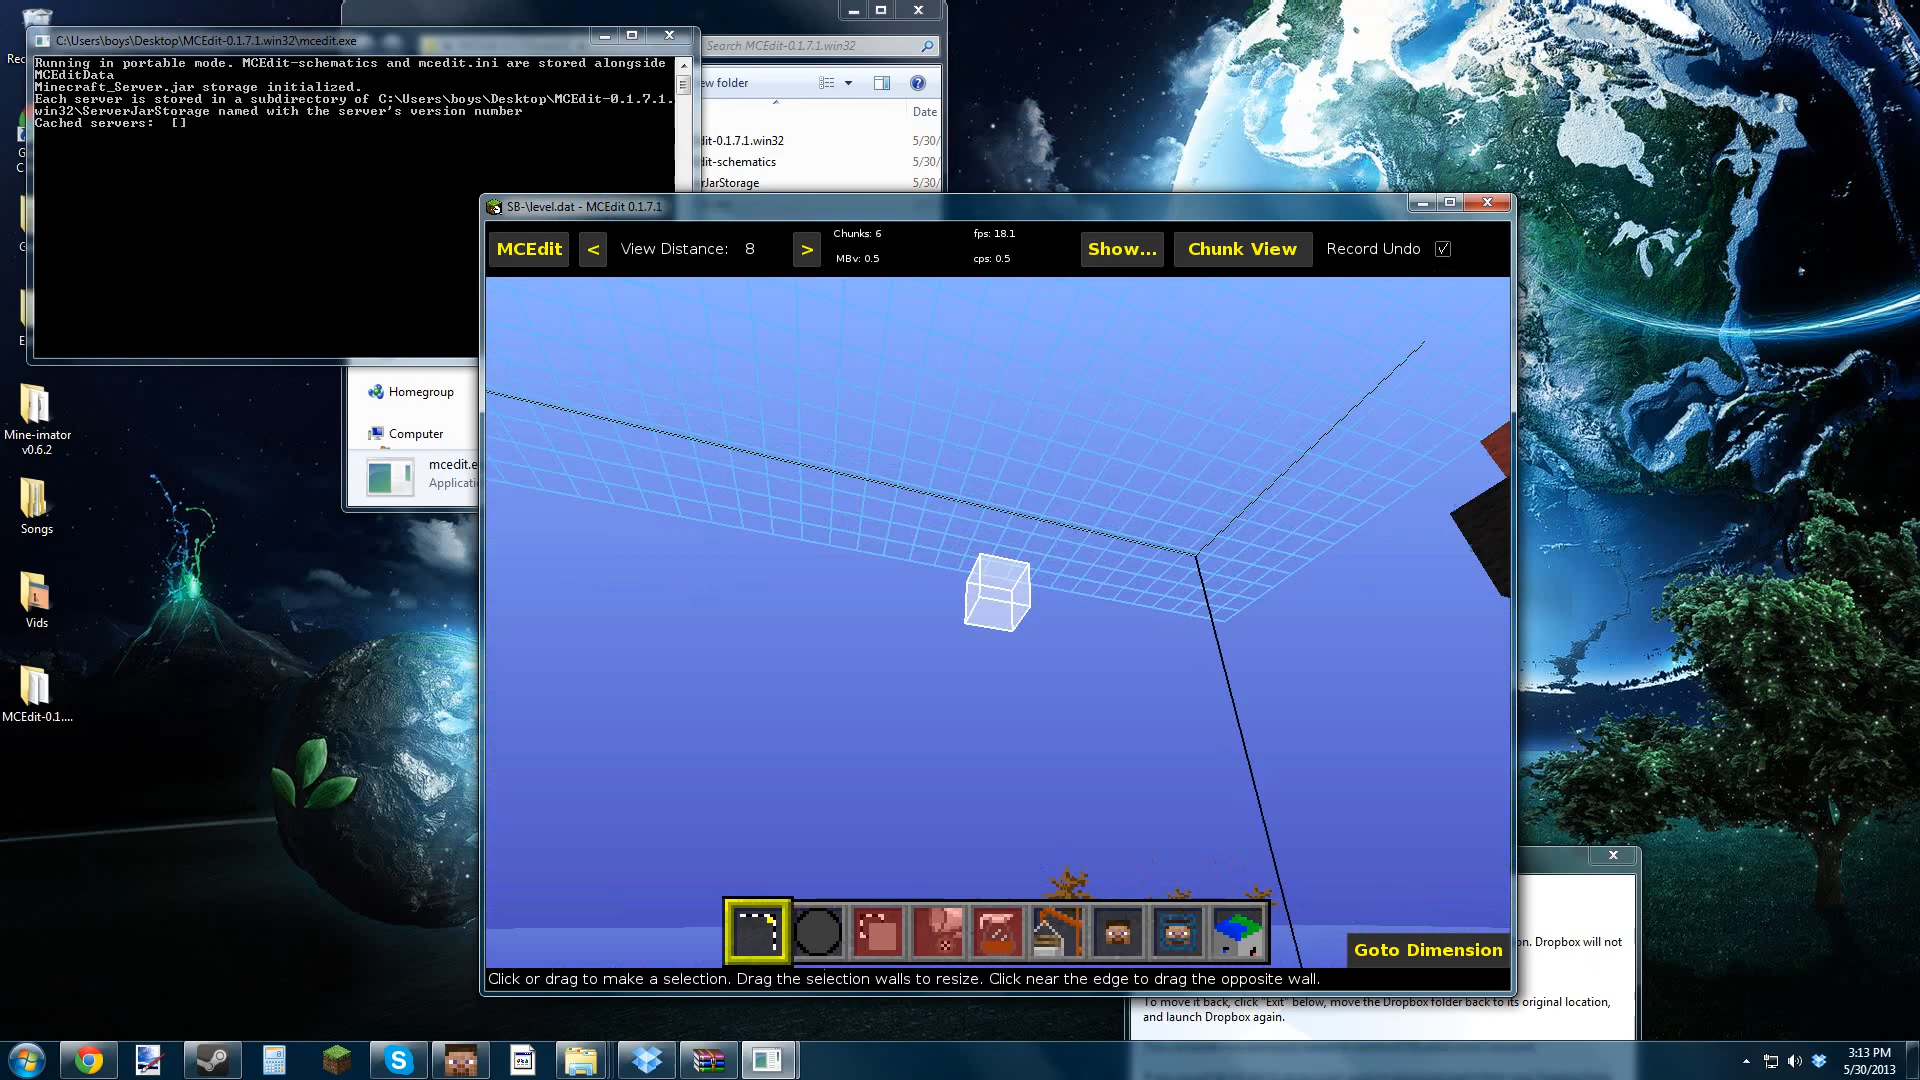 C:\Users\boys\Desktop\MCEdit-0.1.7.1.win32\mcedit.exe
Running in portable mode. MCEdit-schematics and mcedit.ini are stored alongside
MCEditData
Minecraft_Server.jar storage initialized.
Each server is stored in a subdirectory of C:\Users\boys\Desktop\MCEdit-0.1.7.1.
win32\ServerJarStorage named with the server's version number
Cached servers:  []
Search MCEdit-0.1.7.1.win32
ew folder
Date
dit-0.1.7.1.win32 5/30/
dit-schematics 5/30/
rJarStorage 5/30/
Homegroup
Computer
mcedit.e
Applicatio
SB-\level.dat - MCEdit 0.1.7.1
MCEdit < View Distance: 8 > Chunks: 6 fps: 18.1 Show... Chunk View Record Undo
MBv: 0.5 cps: 0.5
Goto Dimension
Click or drag to make a selection. Drag the selection walls to resize. Click near the edge to drag the opposite wall.
on. Dropbox will not
To move it back, click "Exit" below, move the Dropbox folder back to its original location,
and launch Dropbox again.
Rec
G
C
G
E
Mine-imator
v0.6.2
Songs
Vids
MCEdit-0.1....
3:13 PM
5/30/2013